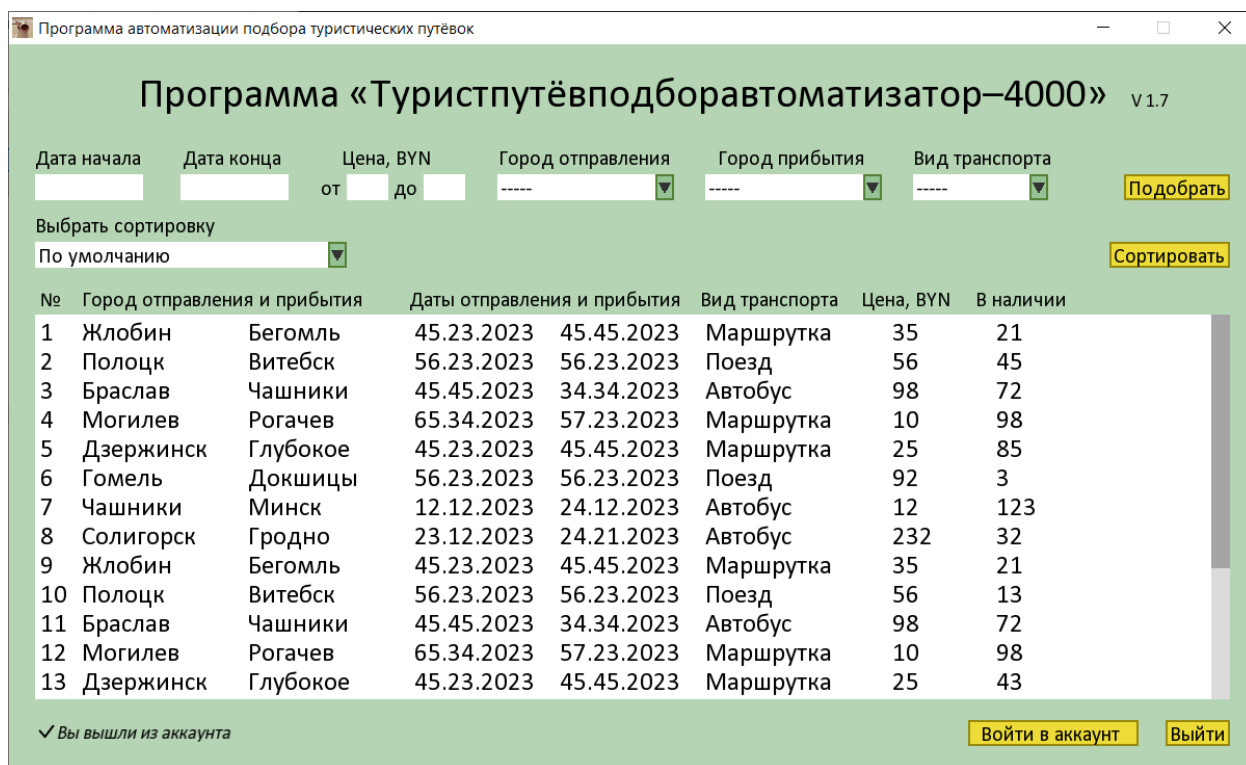 Программа автоматизации подбора туристических путёвок
Программа «Туристпутёвподборавтоматизатор–4000» V 1.7
Дата начала Дата конца Цена, BYN Город отправления Город прибытия Вид транспорта
от до ----- ----- ----- Подобрать
Выбрать сортировку
По умолчанию Сортировать
№ Город отправления и прибытия Даты отправления и прибытия Вид транспорта Цена, BYN В наличии
1 Жлобин Бегомль 45.23.2023 45.45.2023 Маршрутка 35 21
2 Полоцк Витебск 56.23.2023 56.23.2023 Поезд 56 45
3 Браслав Чашники 45.45.2023 34.34.2023 Автобус 98 72
4 Могилев Рогачев 65.34.2023 57.23.2023 Маршрутка 10 98
5 Дзержинск Глубокое 45.23.2023 45.45.2023 Маршрутка 25 85
6 Гомель Докшицы 56.23.2023 56.23.2023 Поезд 92 3
7 Чашники Минск 12.12.2023 24.12.2023 Автобус 12 123
8 Солигорск Гродно 23.12.2023 24.21.2023 Автобус 232 32
9 Жлобин Бегомль 45.23.2023 45.45.2023 Маршрутка 35 21
10 Полоцк Витебск 56.23.2023 56.23.2023 Поезд 56 13
11 Браслав Чашники 45.45.2023 34.34.2023 Автобус 98 72
12 Могилев Рогачев 65.34.2023 57.23.2023 Маршрутка 10 98
13 Дзержинск Глубокое 45.23.2023 45.45.2023 Маршрутка 25 43
✓ Вы вышли из аккаунта Войти в аккаунт Выйти